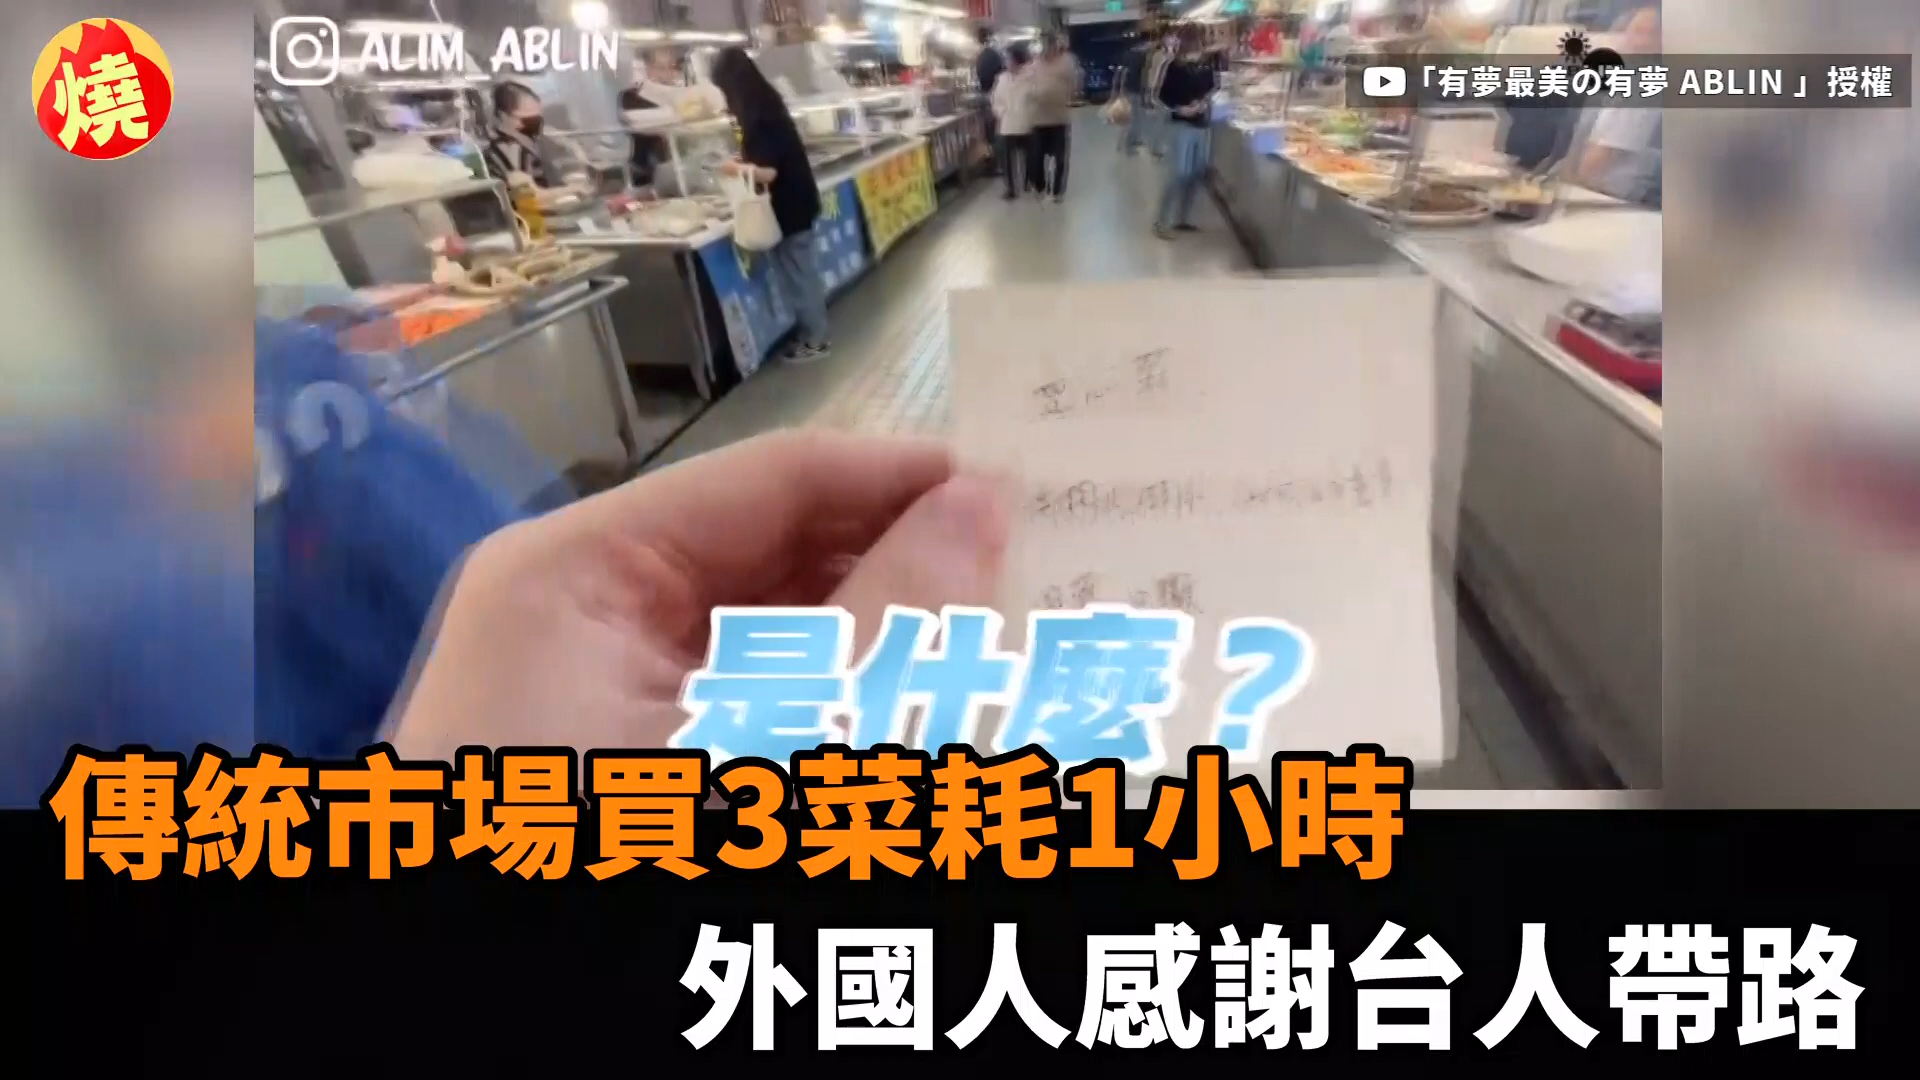 燒
ALIM_ABLIN
「有夢最美の有夢 ABLIN 」授權
是什麼？
傳統市場買3菜耗1小時
外國人感謝台人帶路